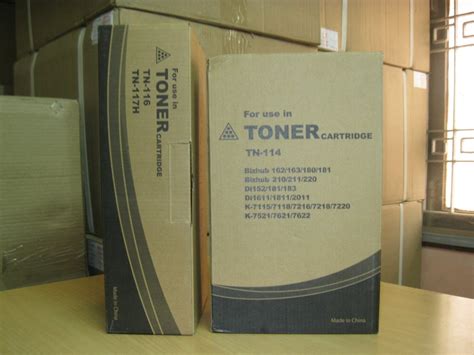 For use in
TONER CARTRIDGE
TN-116
TN-117H
Made in China
For use in
TONER CARTRIDGE
TN-114
Bizhub 162/163/180/181
Bizhub 210/211/220
Di152/181/183
Di1611/1811/2011
K-7115/7118/7216/7218/7220
K-7521/7621/7622
Made in China